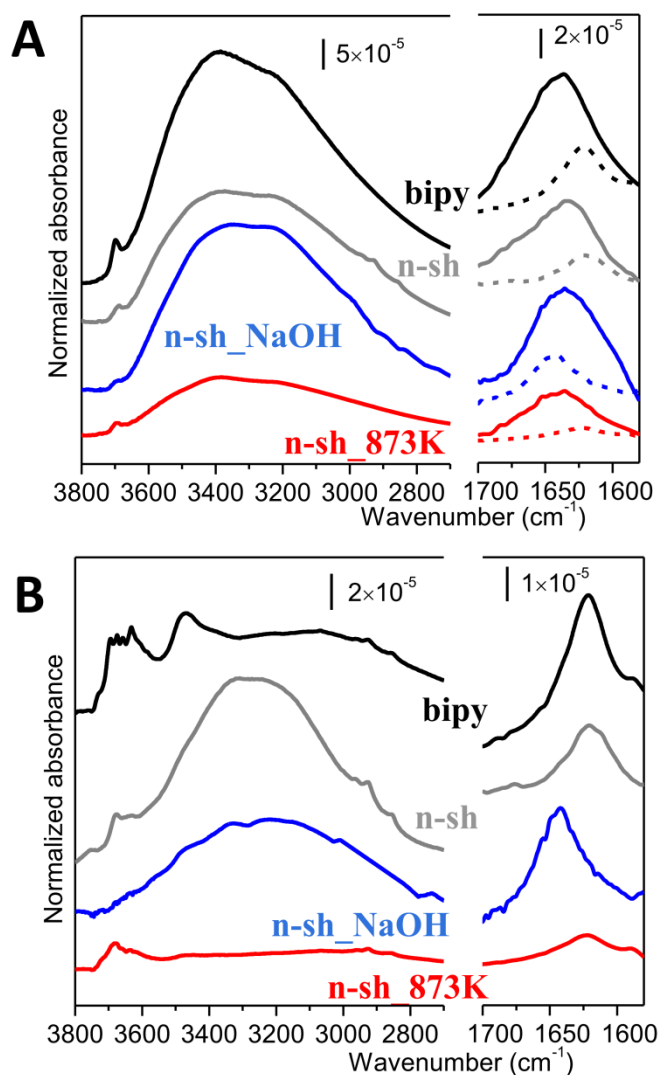 A
5×10⁻⁵
2×10⁻⁵
Normalized absorbance
bipy
n-sh
n-sh_NaOH
n-sh_873K
3800 3600 3400 3200 3000 2800
1700 1650 1600
Wavenumber (cm⁻¹)
B
2×10⁻⁵
1×10⁻⁵
Normalized absorbance
bipy
n-sh
n-sh_NaOH
n-sh_873K
3800 3600 3400 3200 3000 2800
1700 1650 1600
Wavenumber (cm⁻¹)